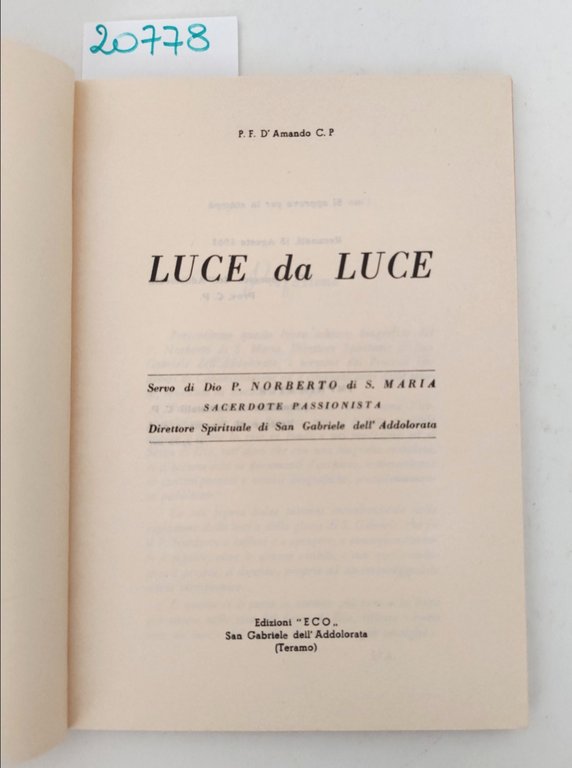 20778
P. F. D'Amando C. P
LUCE da LUCE
Servo di Dio P. NORBERTO di S. MARIA
SACERDOTE PASSIONISTA
Direttore Spirituale di San Gabriele dell'Addolorata
Edizioni "ECO„
San Gabriele dell'Addolorata
(Teramo)